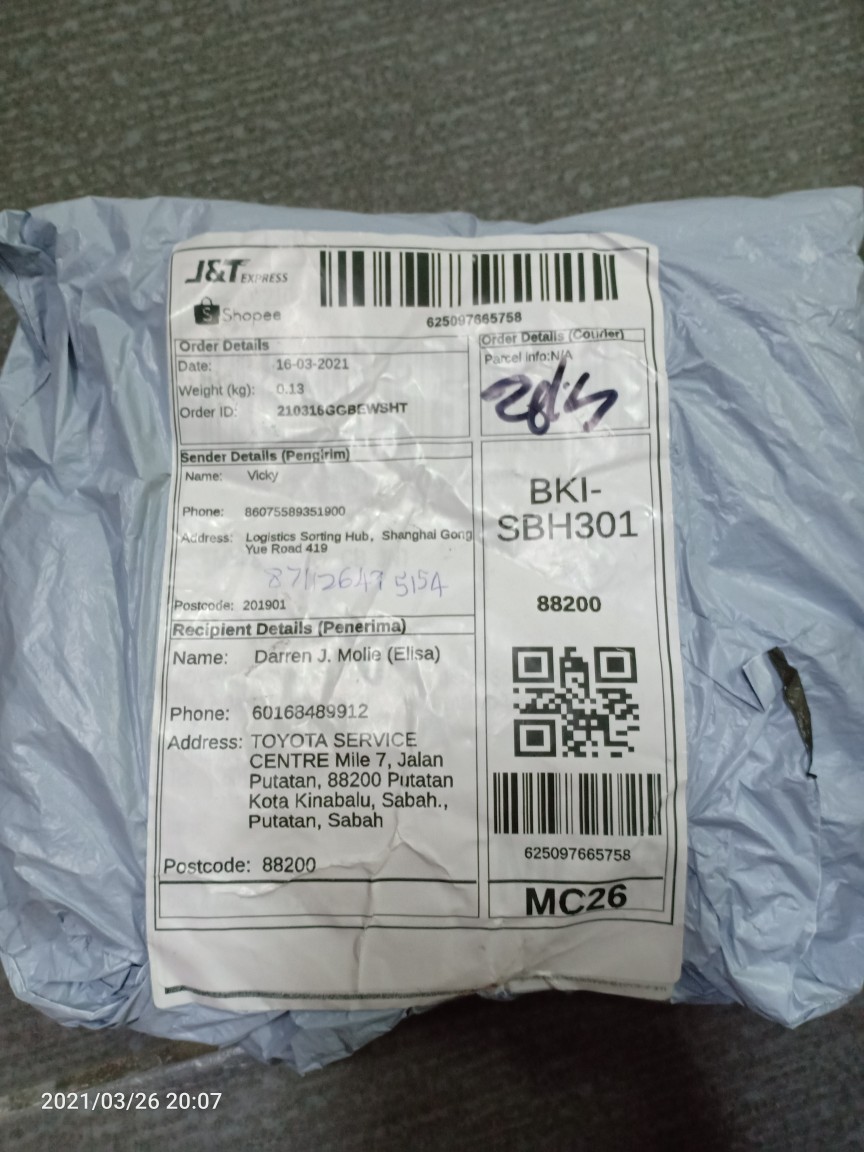 J&T EXPRESS
Shopee
625097665758
Order Details
Date: 16-03-2021
Weight (kg): 0.13
Order ID: 210316GGBEWSHT
Order Details (Courier)
Parcel info:N/A
Sender Details (Pengirim)
Name: Vicky
Phone: 86075589351900
Address: Logistics Sorting Hub, Shanghai Gong
Yue Road 419
Postcode: 201901
Recipient Details (Penerima)
Name: Darren J. Molie (Elisa)
Phone: 60168489912
Address: TOYOTA SERVICE
CENTRE Mile 7, Jalan
Putatan, 88200 Putatan
Kota Kinabalu, Sabah.,
Putatan, Sabah
Postcode: 88200
BKI-
SBH301
88200
625097665758
MC26
2021/03/26 20:07